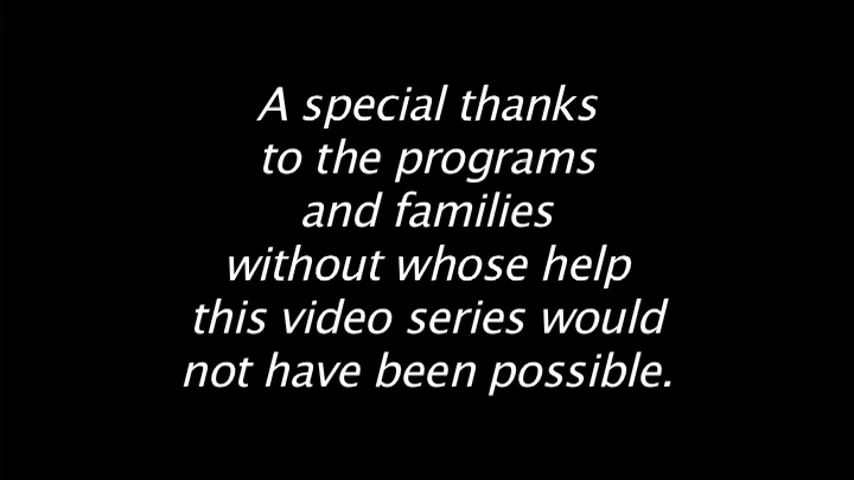 A special thanks
to the programs
and families
without whose help
this video series would
not have been possible.